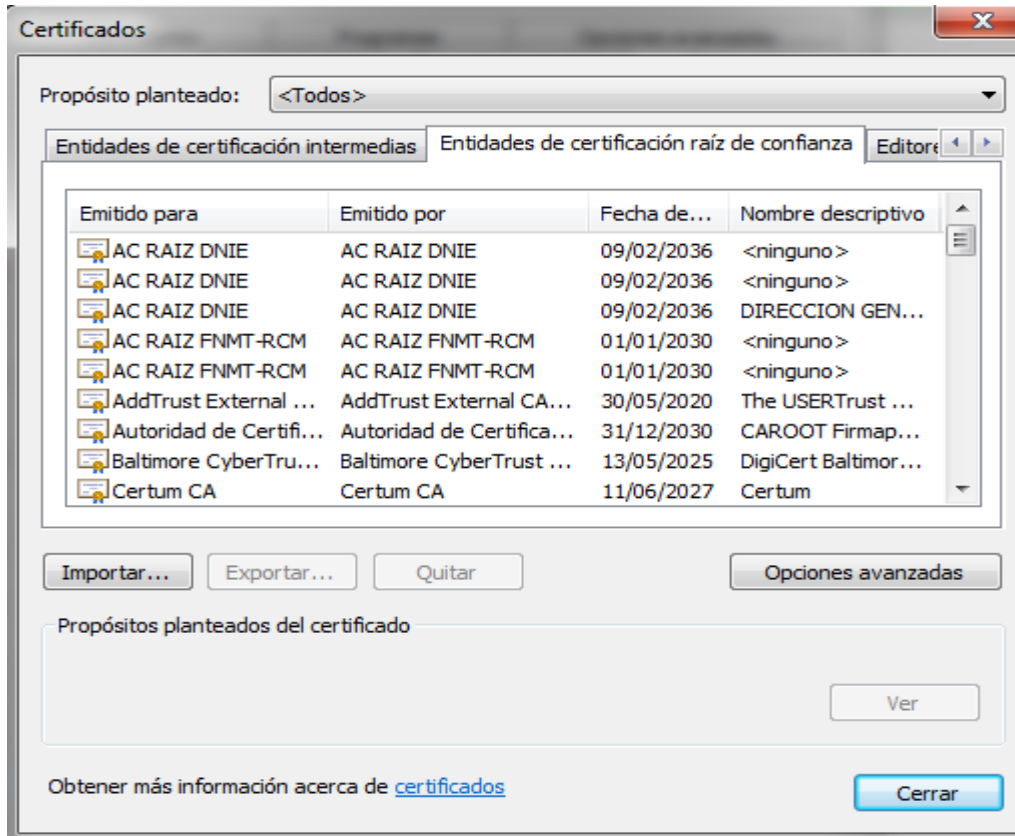 Certificados
Propósito planteado: <Todos>
Entidades de certificación intermedias Entidades de certificación raíz de confianza Editore
Emitido para Emitido por Fecha de... Nombre descriptivo
AC RAIZ DNIE AC RAIZ DNIE 09/02/2036 <ninguno>
AC RAIZ DNIE AC RAIZ DNIE 09/02/2036 <ninguno>
AC RAIZ DNIE AC RAIZ DNIE 09/02/2036 DIRECCION GEN...
AC RAIZ FNMT-RCM AC RAIZ FNMT-RCM 01/01/2030 <ninguno>
AC RAIZ FNMT-RCM AC RAIZ FNMT-RCM 01/01/2030 <ninguno>
AddTrust External ... AddTrust External CA... 30/05/2020 The USERTrust ...
Autoridad de Certifi... Autoridad de Certifica... 31/12/2030 CAROOT Firmap...
Baltimore CyberTru... Baltimore CyberTrust ... 13/05/2025 DigiCert Baltimor...
Certum CA Certum CA 11/06/2027 Certum
Importar... Exportar... Quitar Opciones avanzadas
Propósitos planteados del certificado
Ver
Obtener más información acerca de certificados
Cerrar